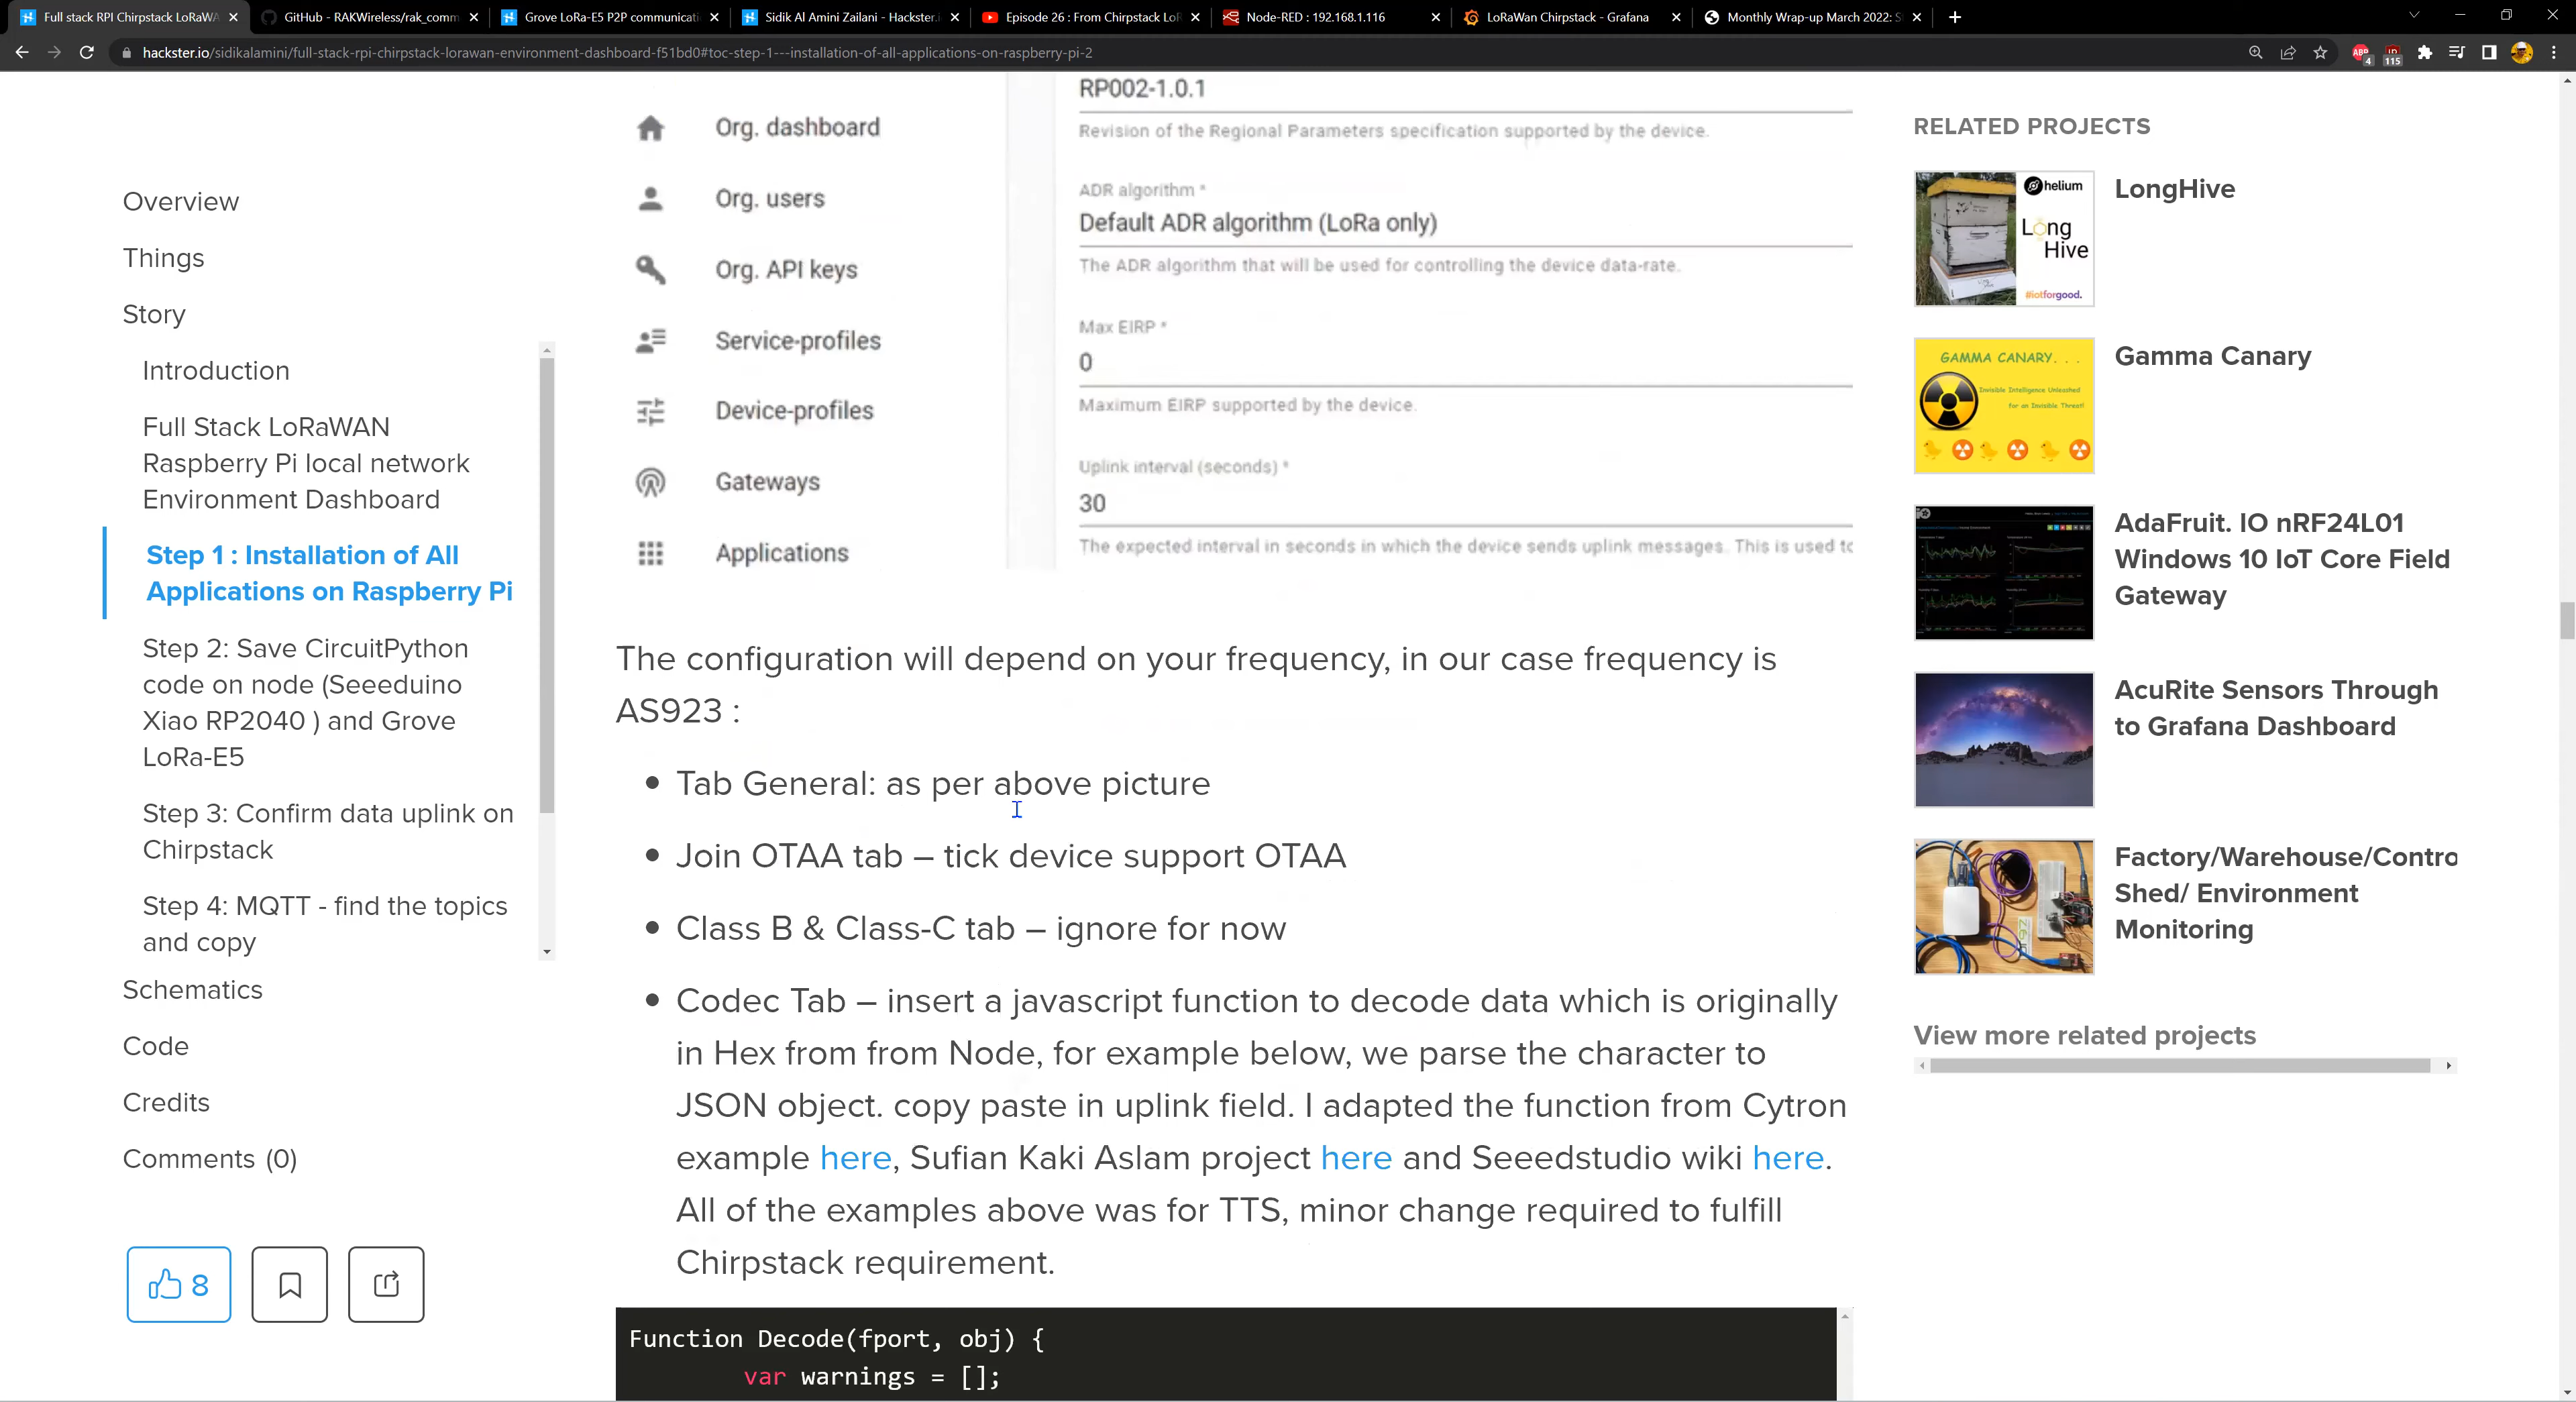 Full stack RPI Chirpstack LoRaWA
GitHub - RAKWireless/rak_comm
Grove LoRa-E5 P2P communicati
Sidik Al Amini Zailani - Hackster.i
Episode 26 : From Chirpstack LoR
Node-RED : 192.168.1.116
LoRaWan Chirpstack - Grafana
Monthly Wrap-up March 2022: S
hackster.io/sidikalamini/full-stack-rpi-chirpstack-lorawan-environment-dashboard-f51bd0#toc-step-1---installation-of-all-applications-on-raspberry-pi-2
ABP
4
115
Overview
Things
Story
Introduction
Full Stack LoRaWAN
Raspberry Pi local network
Environment Dashboard
Step 1 : Installation of All
Applications on Raspberry Pi
Step 2: Save CircuitPython
code on node (Seeeduino
Xiao RP2040 ) and Grove
LoRa-E5
Step 3: Confirm data uplink on
Chirpstack
Step 4: MQTT - find the topics
and copy
Schematics
Code
Credits
Comments (0)
8
Org. dashboard
Org. users
Org. API keys
Service-profiles
Device-profiles
Gateways
Applications
RP002-1.0.1
Revision of the Regional Parameters specification supported by the device.
ADR algorithm *
Default ADR algorithm (LoRa only)
The ADR algorithm that will be used for controlling the device data-rate.
Max EIRP *
0
Maximum EIRP supported by the device.
Uplink interval (seconds) *
30
The expected interval in seconds in which the device sends uplink messages. This is used to
The configuration will depend on your frequency, in our case frequency is
AS923 :
• Tab General: as per above picture
• Join OTAA tab – tick device support OTAA
• Class B & Class-C tab – ignore for now
• Codec Tab – insert a javascript function to decode data which is originally
in Hex from from Node, for example below, we parse the character to
JSON object. copy paste in uplink field. I adapted the function from Cytron
example here, Sufian Kaki Aslam project here and Seeedstudio wiki here.
All of the examples above was for TTS, minor change required to fulfill
Chirpstack requirement.
Function Decode(fport, obj) {
var warnings = [];
RELATED PROJECTS
helium
Long
Hive
#iotforgood.
LongHive
GAMMA CANARY. . .
Invisible Intelligence Unleashed
for an Invisible Threat!
Gamma Canary
AdaFruit. IO nRF24L01
Windows 10 IoT Core Field
Gateway
AcuRite Sensors Through
to Grafana Dashboard
Factory/Warehouse/Contro
Shed/ Environment
Monitoring
View more related projects